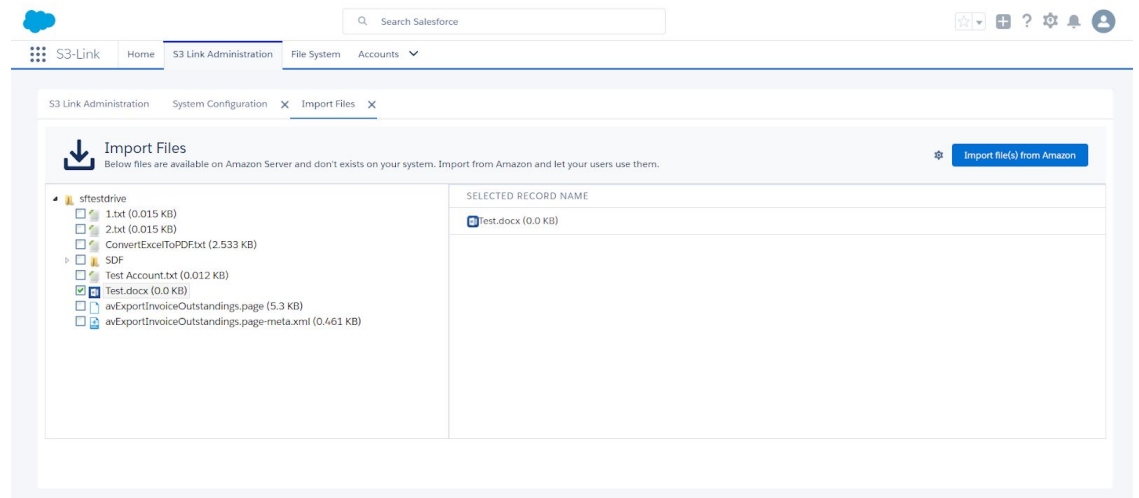 Search Salesforce
S3-Link Home S3 Link Administration File System Accounts
S3 Link Administration System Configuration Import Files
Import Files
Below files are available on Amazon Server and don't exists on your system. Import from Amazon and let your users use them.
Import file(s) from Amazon
sftestdrive
1.txt (0.015 KB)
2.txt (0.015 KB)
ConvertExcelToPDF.txt (2.533 KB)
SDF
Test Account.txt (0.012 KB)
Test.docx (0.0 KB)
avExportInvoiceOutstandings.page (5.3 KB)
avExportInvoiceOutstandings.page-meta.xml (0.461 KB)
SELECTED RECORD NAME
Test.docx (0.0 KB)